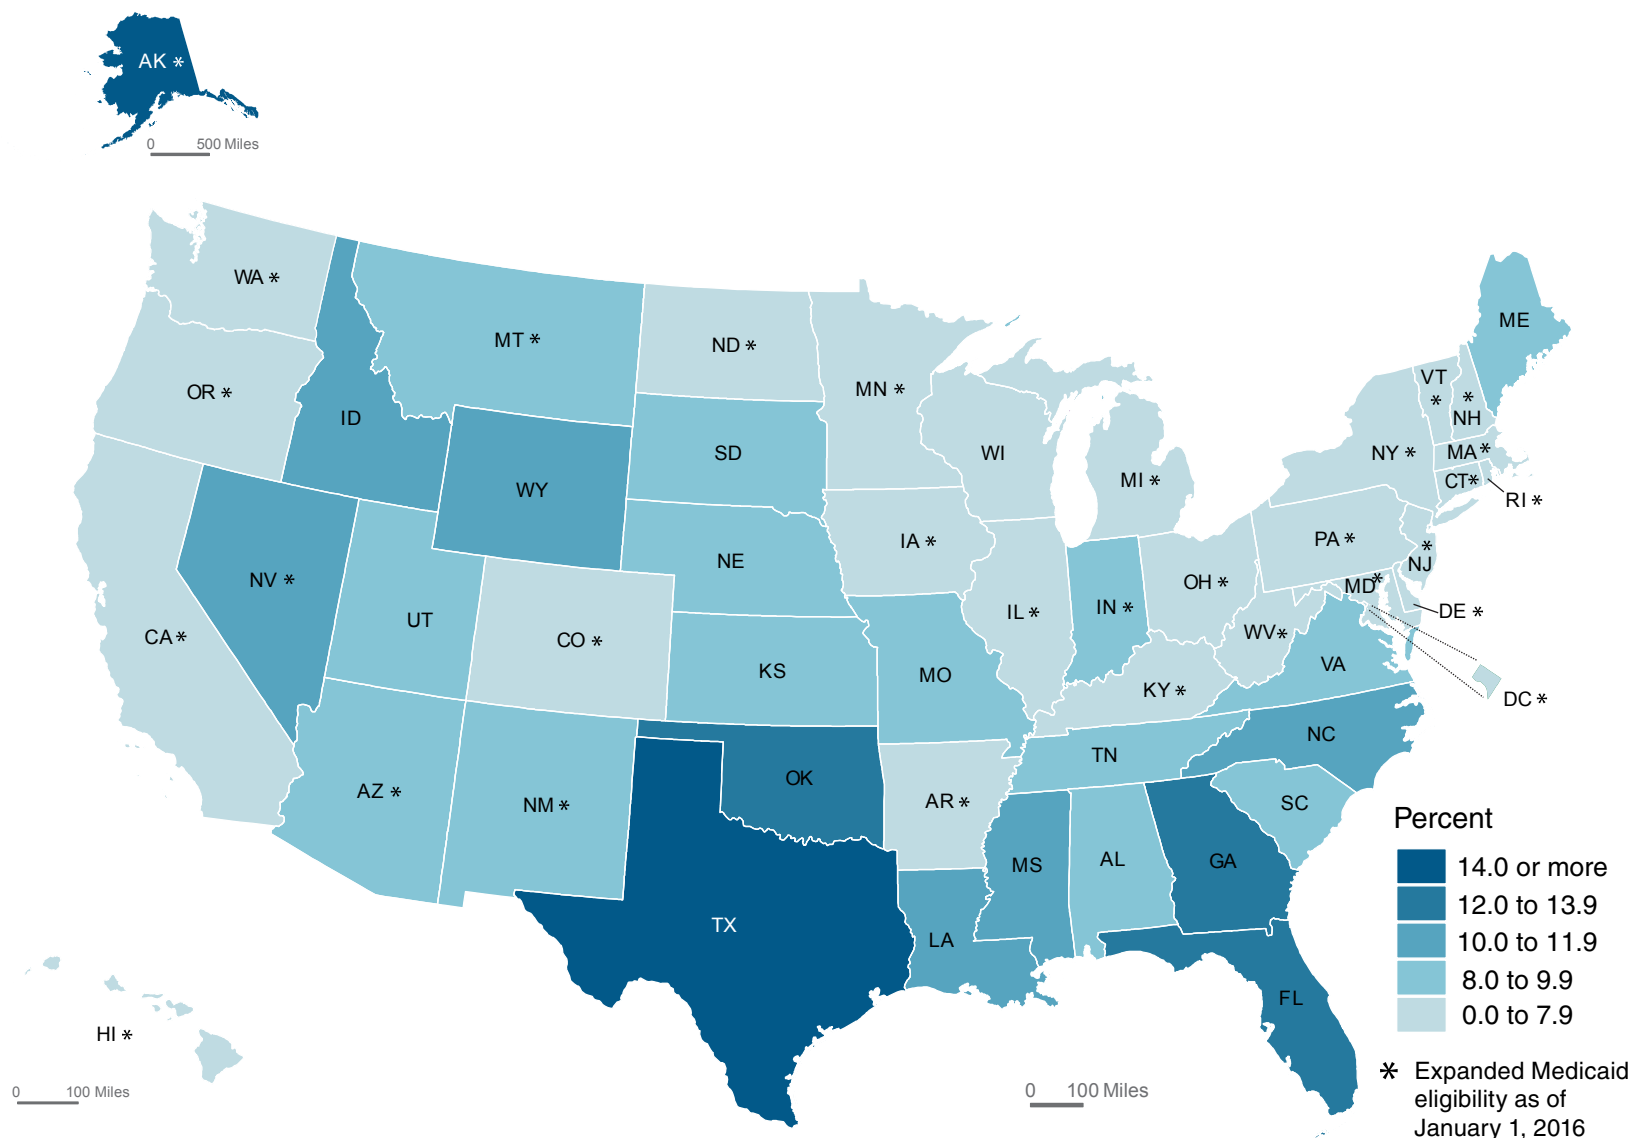 AK *
0 500 Miles
WA *
MT *
ND *
ME
OR *
MN *
VT
*
*
NH
ID
SD
WI
NY *
MA *
WY
MI *
CT*
RI *
IA *
PA *
*
NJ
NE
NV *
OH *
MD*
IN *
IL *
DE *
UT
CO *
CA *
WV*
VA
KS
MO
KY *
DC *
NC
TN
OK
AZ *
NM *
AR *
SC
MS
AL
GA
TX
LA
FL
HI *
0 100 Miles
0 100 Miles
Percent
14.0 or more
12.0 to 13.9
10.0 to 11.9
8.0 to 9.9
0.0 to 7.9
* Expanded Medicaid
eligibility as of
January 1, 2016